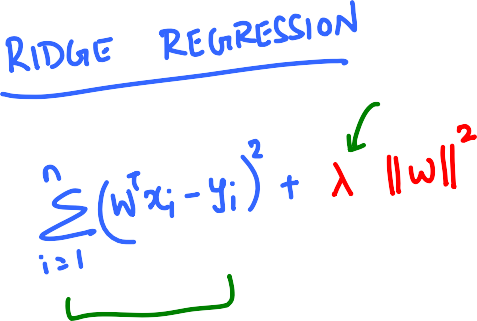 RIDGE REGRESSION
n
∑ (wᵀxᵢ - yᵢ)² + λ ||w||²
i=1